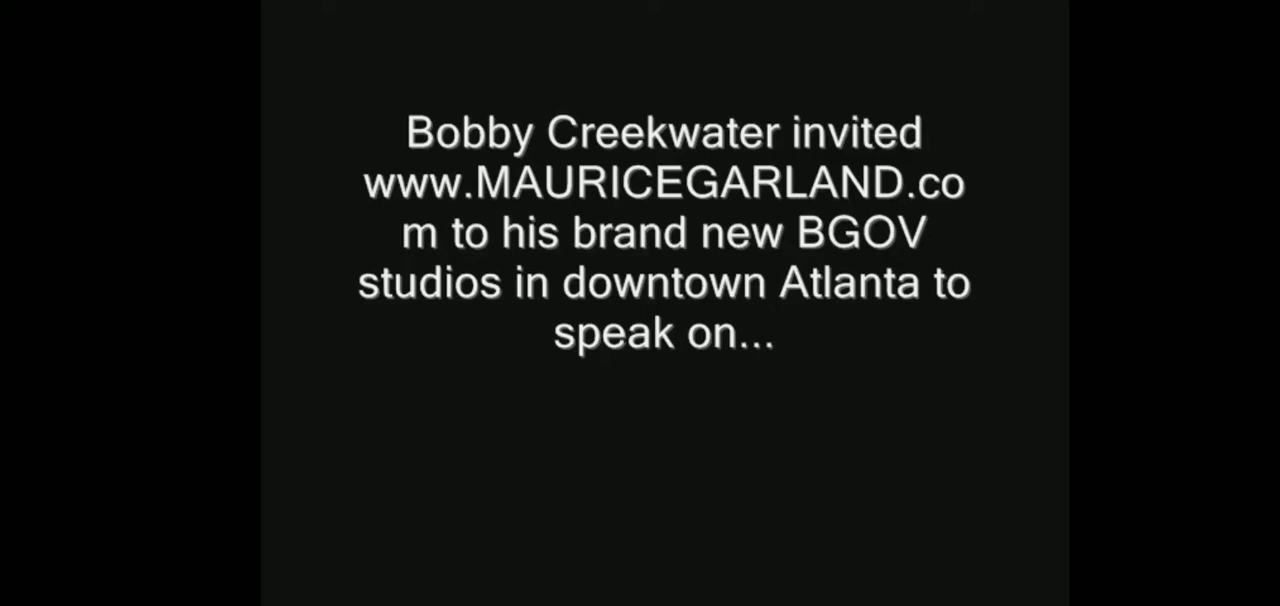 Bobby Creekwater invited
www.MAURICEGARLAND.co
m to his brand new BGOV
studios in downtown Atlanta to
speak on...